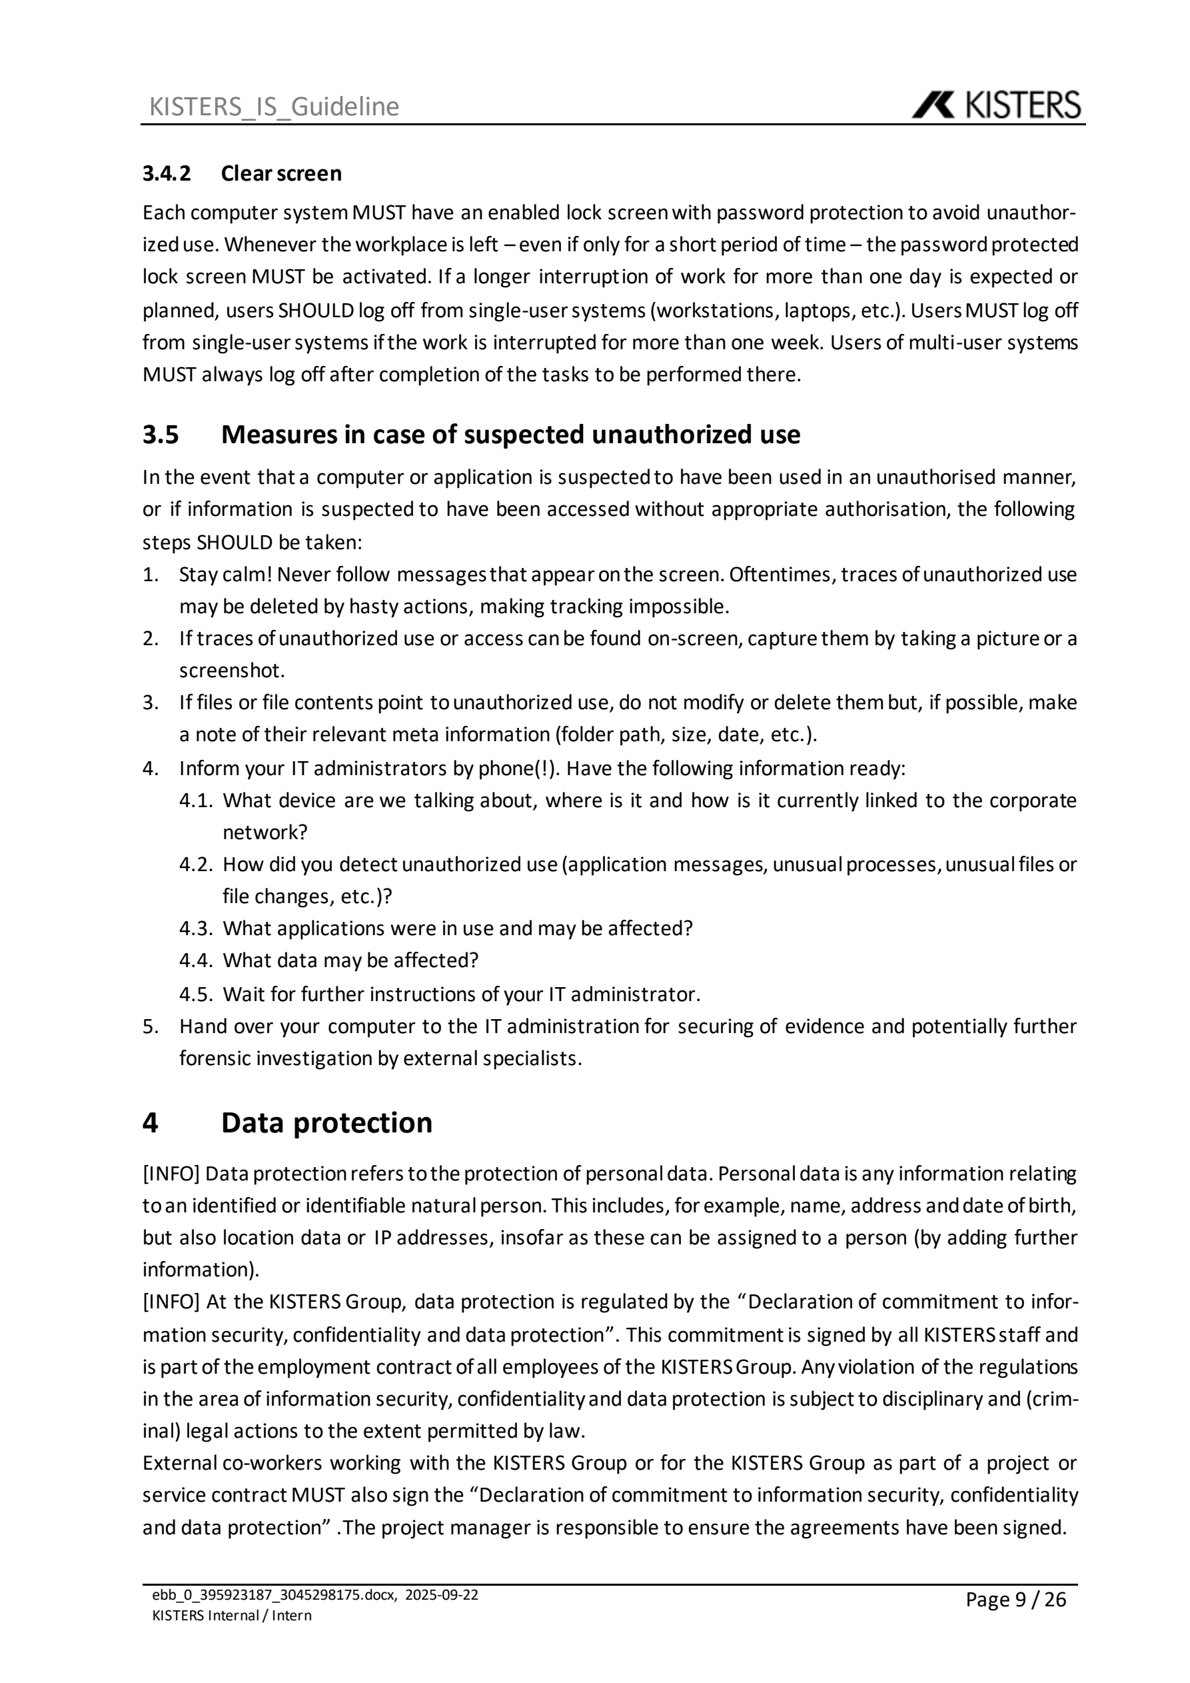 KISTERS_IS_Guideline
KISTERS
3.4.2 Clear screen
Each computer system MUST have an enabled lock screen with password protection to avoid unauthor-
ized use. Whenever the workplace is left – even if only for a short period of time – the password protected
lock screen MUST be activated. If a longer interruption of work for more than one day is expected or
planned, users SHOULD log off from single-user systems (workstations, laptops, etc.). Users MUST log off
from single-user systems if the work is interrupted for more than one week. Users of multi-user systems
MUST always log off after completion of the tasks to be performed there.
3.5 Measures in case of suspected unauthorized use
In the event that a computer or application is suspected to have been used in an unauthorised manner,
or if information is suspected to have been accessed without appropriate authorisation, the following
steps SHOULD be taken:
1. Stay calm! Never follow messages that appear on the screen. Oftentimes, traces of unauthorized use
may be deleted by hasty actions, making tracking impossible.
2. If traces of unauthorized use or access can be found on-screen, capture them by taking a picture or a
screenshot.
3. If files or file contents point to unauthorized use, do not modify or delete them but, if possible, make
a note of their relevant meta information (folder path, size, date, etc.).
4. Inform your IT administrators by phone(!). Have the following information ready:
4.1. What device are we talking about, where is it and how is it currently linked to the corporate
network?
4.2. How did you detect unauthorized use (application messages, unusual processes, unusual files or
file changes, etc.)?
4.3. What applications were in use and may be affected?
4.4. What data may be affected?
4.5. Wait for further instructions of your IT administrator.
5. Hand over your computer to the IT administration for securing of evidence and potentially further
forensic investigation by external specialists.
4 Data protection
[INFO] Data protection refers to the protection of personal data. Personal data is any information relating
to an identified or identifiable natural person. This includes, for example, name, address and date of birth,
but also location data or IP addresses, insofar as these can be assigned to a person (by adding further
information).
[INFO] At the KISTERS Group, data protection is regulated by the “Declaration of commitment to infor-
mation security, confidentiality and data protection”. This commitment is signed by all KISTERS staff and
is part of the employment contract of all employees of the KISTERS Group. Any violation of the regulations
in the area of information security, confidentiality and data protection is subject to disciplinary and (crim-
inal) legal actions to the extent permitted by law.
External co-workers working with the KISTERS Group or for the KISTERS Group as part of a project or
service contract MUST also sign the “Declaration of commitment to information security, confidentiality
and data protection” .The project manager is responsible to ensure the agreements have been signed.
ebb_0_395923187_3045298175.docx, 2025-09-22
Page 9 / 26
KISTERS Internal / Intern